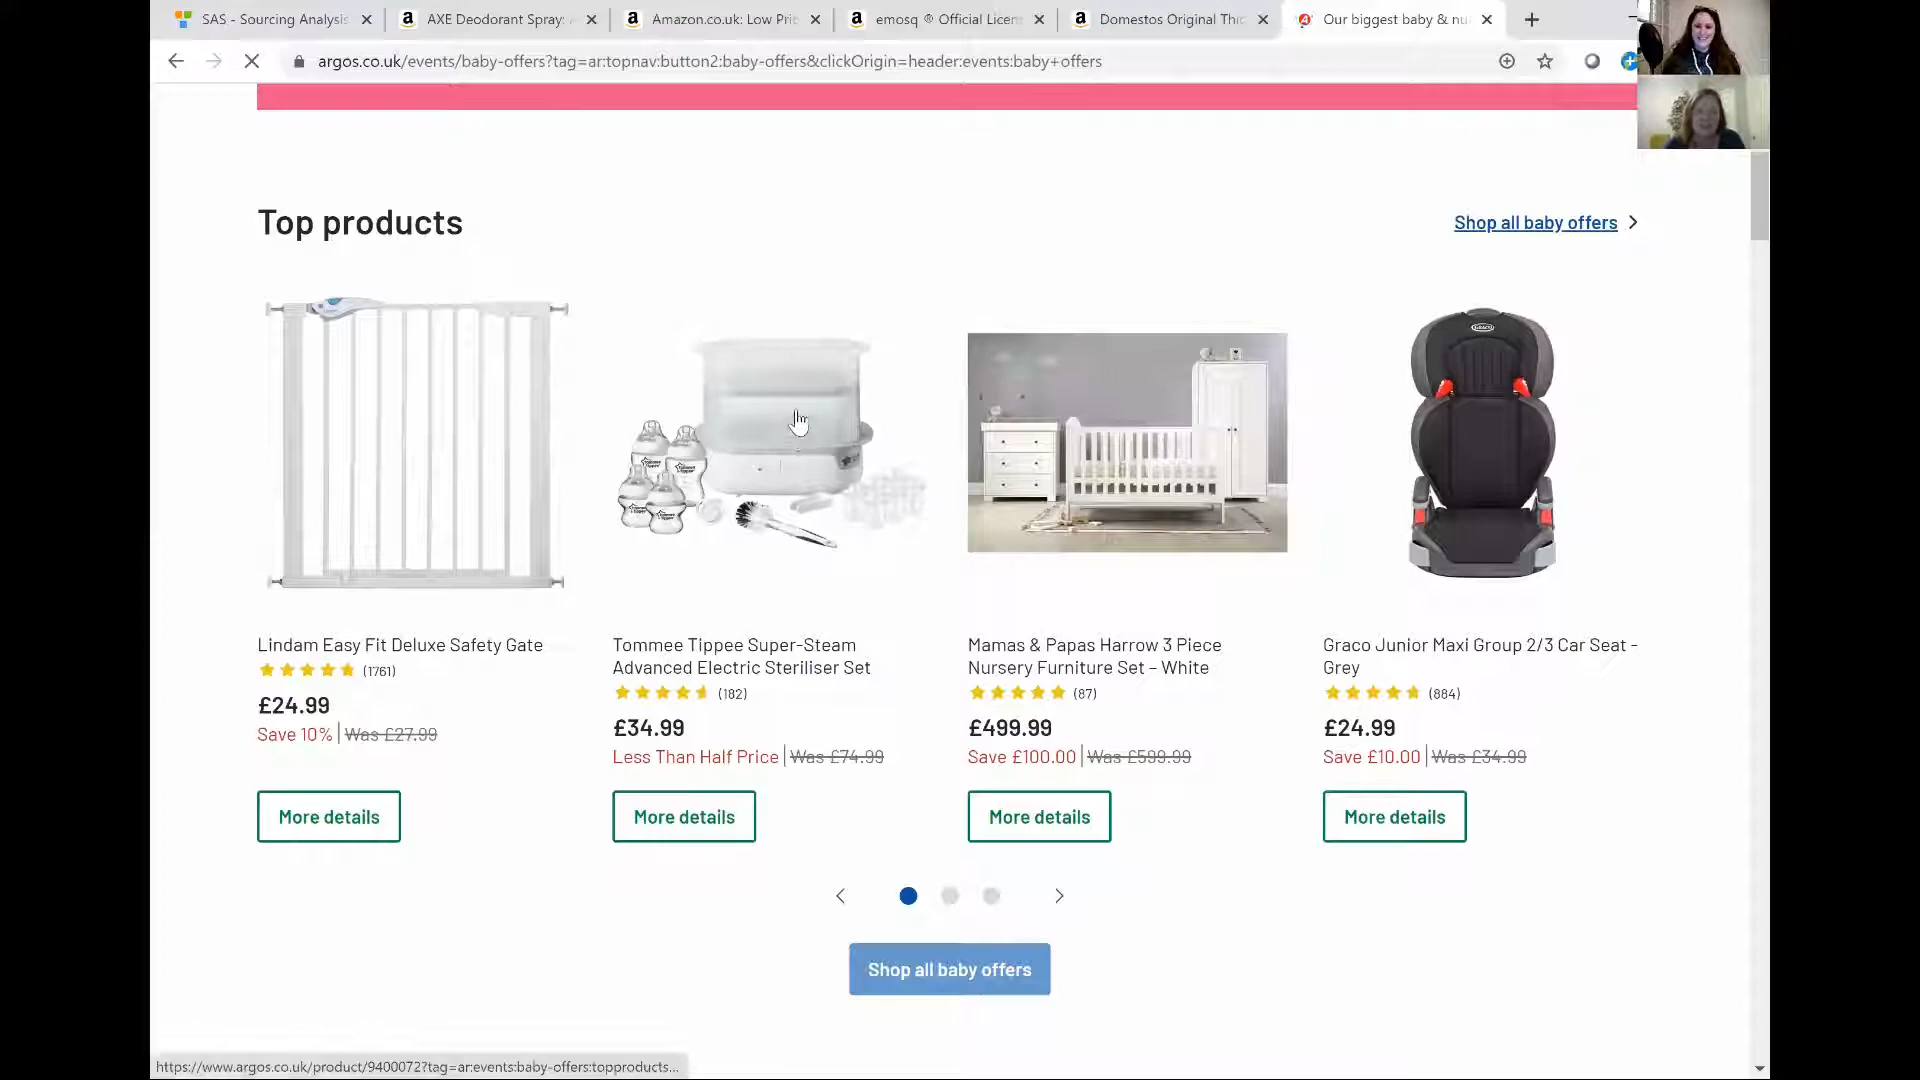 SAS - Sourcing Analysis
AXE Deodorant Spray:
Amazon.co.uk: Low Pric
emosq ® Official Licen
Domestos Original Thic
Our biggest baby & nu
argos.co.uk/events/baby-offers?tag=ar:topnav:button2:baby-offers&clickOrigin=header:events:baby+offers
Top products
Shop all baby offers
GRACO
Lindam Easy Fit Deluxe Safety Gate
(1761)
£24.99
Save 10% Was £27.99
More details
Tommee Tippee Super-Steam
Advanced Electric Steriliser Set
(182)
£34.99
Less Than Half Price Was £74.99
More details
Mamas & Papas Harrow 3 Piece
Nursery Furniture Set – White
(87)
£499.99
Save £100.00 Was £599.99
More details
Graco Junior Maxi Group 2/3 Car Seat -
Grey
(884)
£24.99
Save £10.00 Was £34.99
More details
Shop all baby offers
https://www.argos.co.uk/product/9400072?tag=ar:events:baby-offers:topproducts...